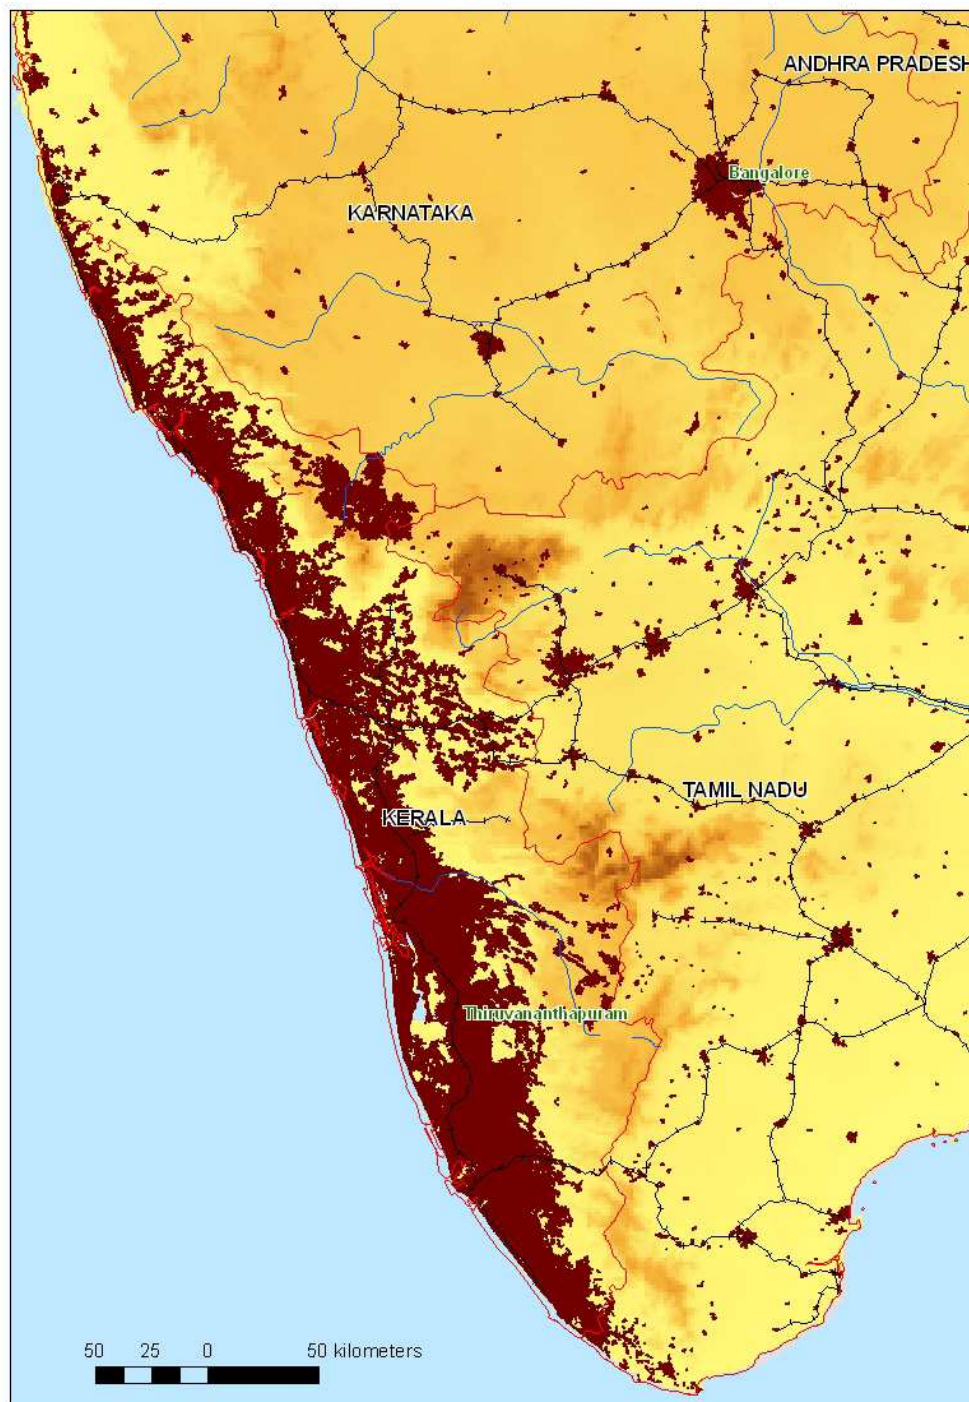 ANDHRA PRADESH
Bangalore
KARNATAKA
TAMIL NADU
KERALA
Thiruvananthapuram
50 25 0 50 kilometers